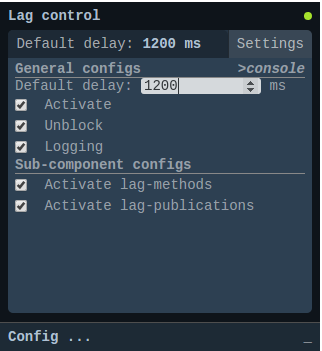 Lag control
Default delay: 1200 ms Settings
General configs >console
Default delay: 1200 ms
Activate
Unblock
Logging
Sub-component configs
Activate lag-methods
Activate lag-publications
Config ... _